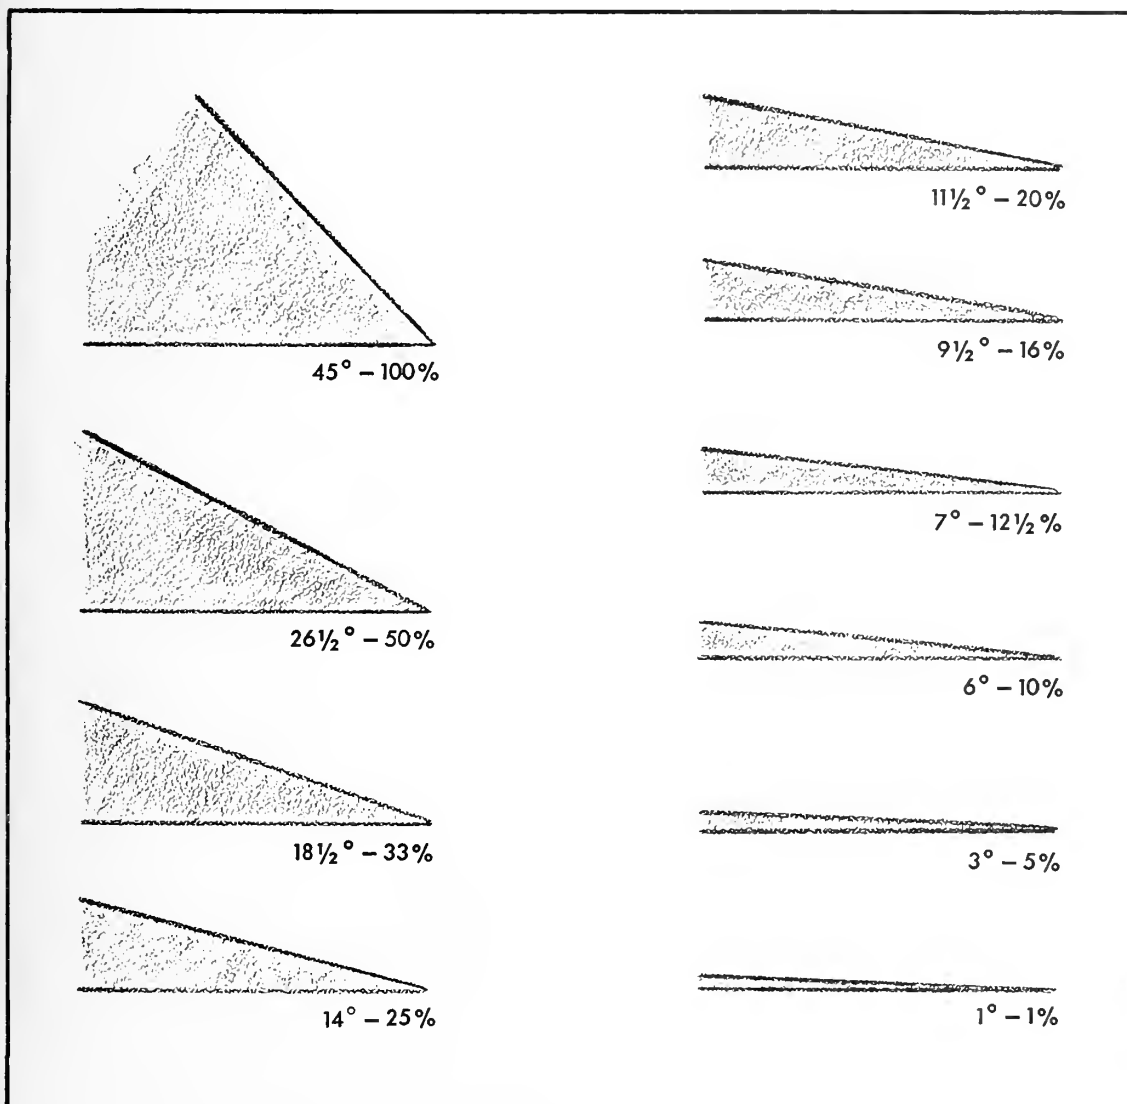 45° – 100%
26½° – 50%
18½° – 33%
14° – 25%
11½° – 20%
9½° – 16%
7° – 12½%
6° – 10%
3° – 5%
1° – 1%